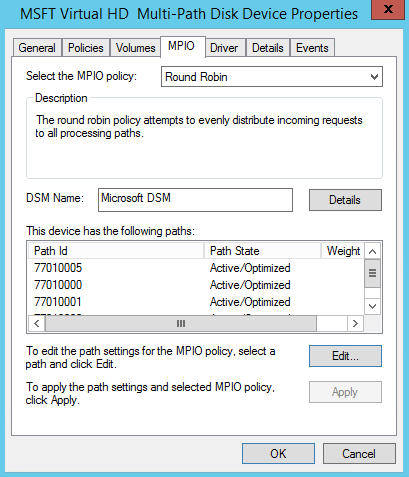 MSFT Virtual HD  Multi-Path Disk Device Properties
x
General Policies Volumes MPIO Driver Details Events
Select the MPIO policy: Round Robin
Description
The round robin policy attempts to evenly distribute incoming requests
to all processing paths.
DSM Name: Microsoft DSM Details
This device has the following paths:
Path Id Path State Weight
77010005 Active/Optimized
77010000 Active/Optimized
77010001 Active/Optimized
To edit the path settings for the MPIO policy, select a
path and click Edit.
Edit...
To apply the path settings and selected MPIO policy,
click Apply.
Apply
OK Cancel